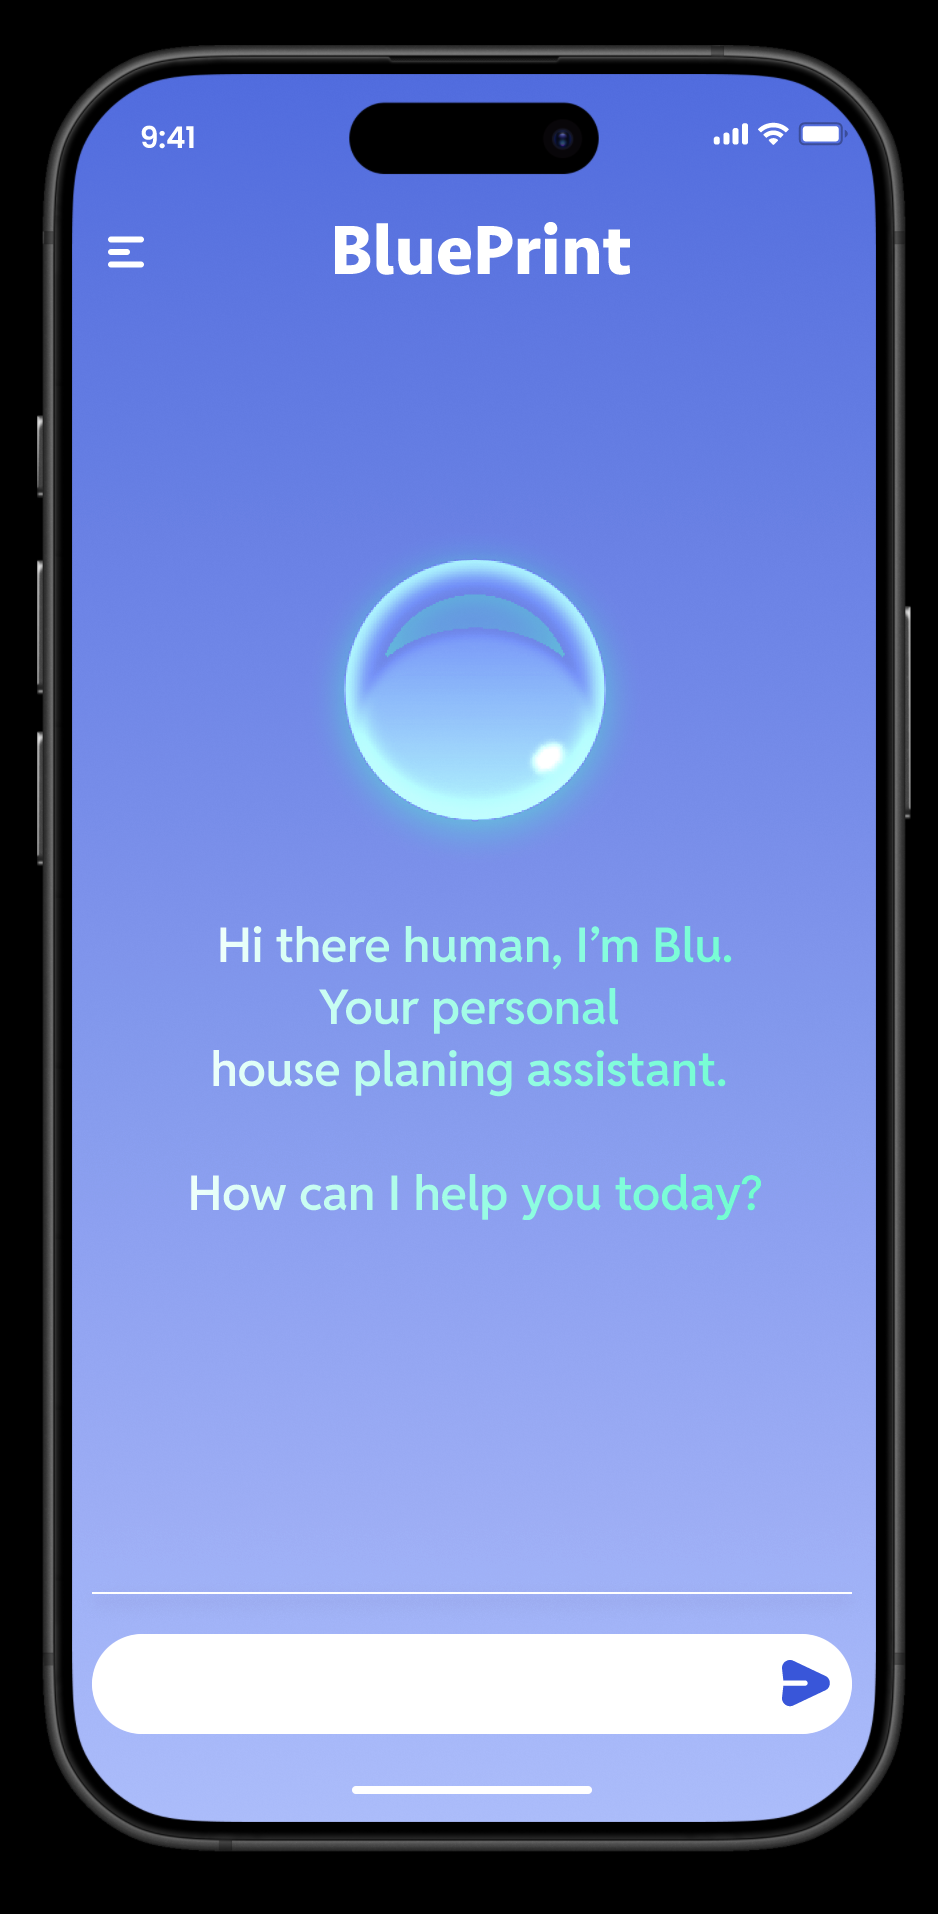 9:41
BluePrint
Hi there human, I’m Blu.
Your personal
house planing assistant.
How can I help you today?